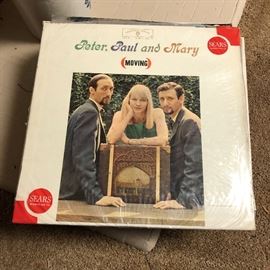 Peter, Paul and Mary
(MOVING)
SEARS
SEARS